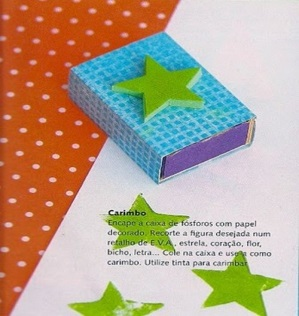 Carimbo
Encape a caixa de fósforos com papel
decorado. Recorte a figura desejada num
retalho de E.V.A., estrela, coração, flor,
bicho, letra... Cole na caixa e use-a como
carimbo. Utilize tinta para carimbar.